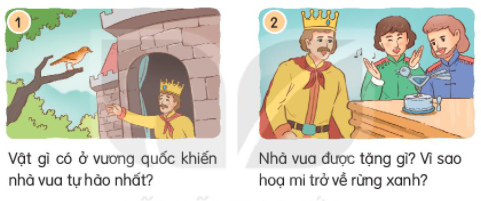 1
2
Vật gì có ở vương quốc khiến
nhà vua tự hào nhất?
Nhà vua được tặng gì? Vì sao
hoạ mi trở về rừng xanh?